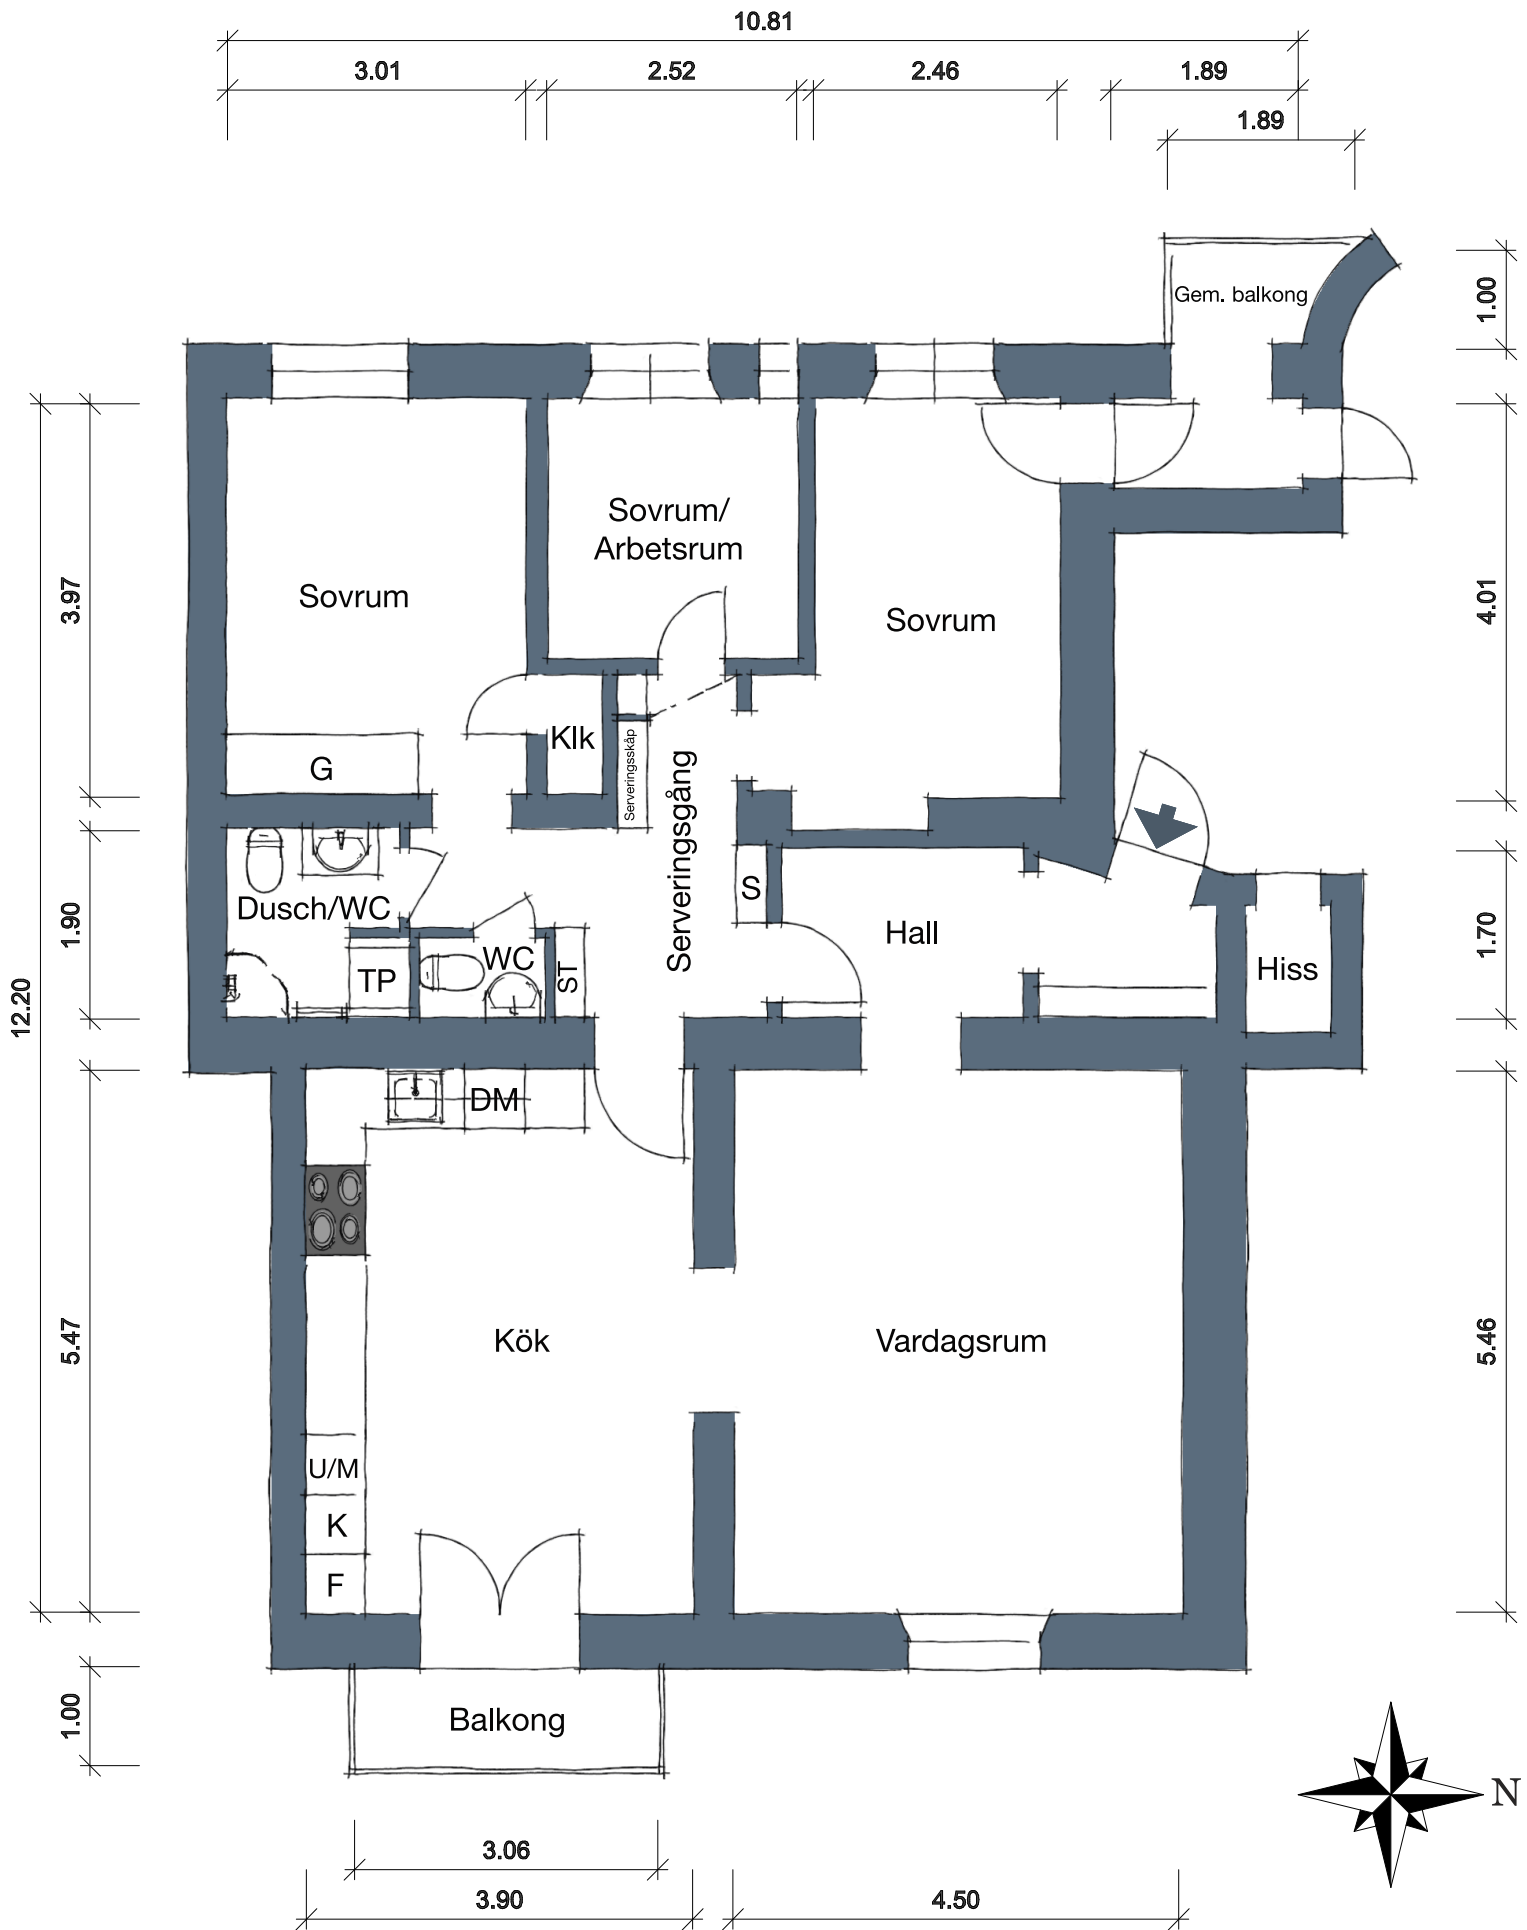 10.81
3.01
2.52
2.46
1.89
1.89
1.00
Gem. balkong
Sovrum/
Arbetsrum
Sovrum
Sovrum
3.97
4.01
Klk
G
Serveringsskåp
Serveringsgång
S
Dusch/WC
Hall
1.90
1.70
WC
TP
ST
Hiss
12.20
DM
Kök
Vardagsrum
5.47
5.46
U/M
K
F
Balkong
1.00
N
3.06
3.90
4.50